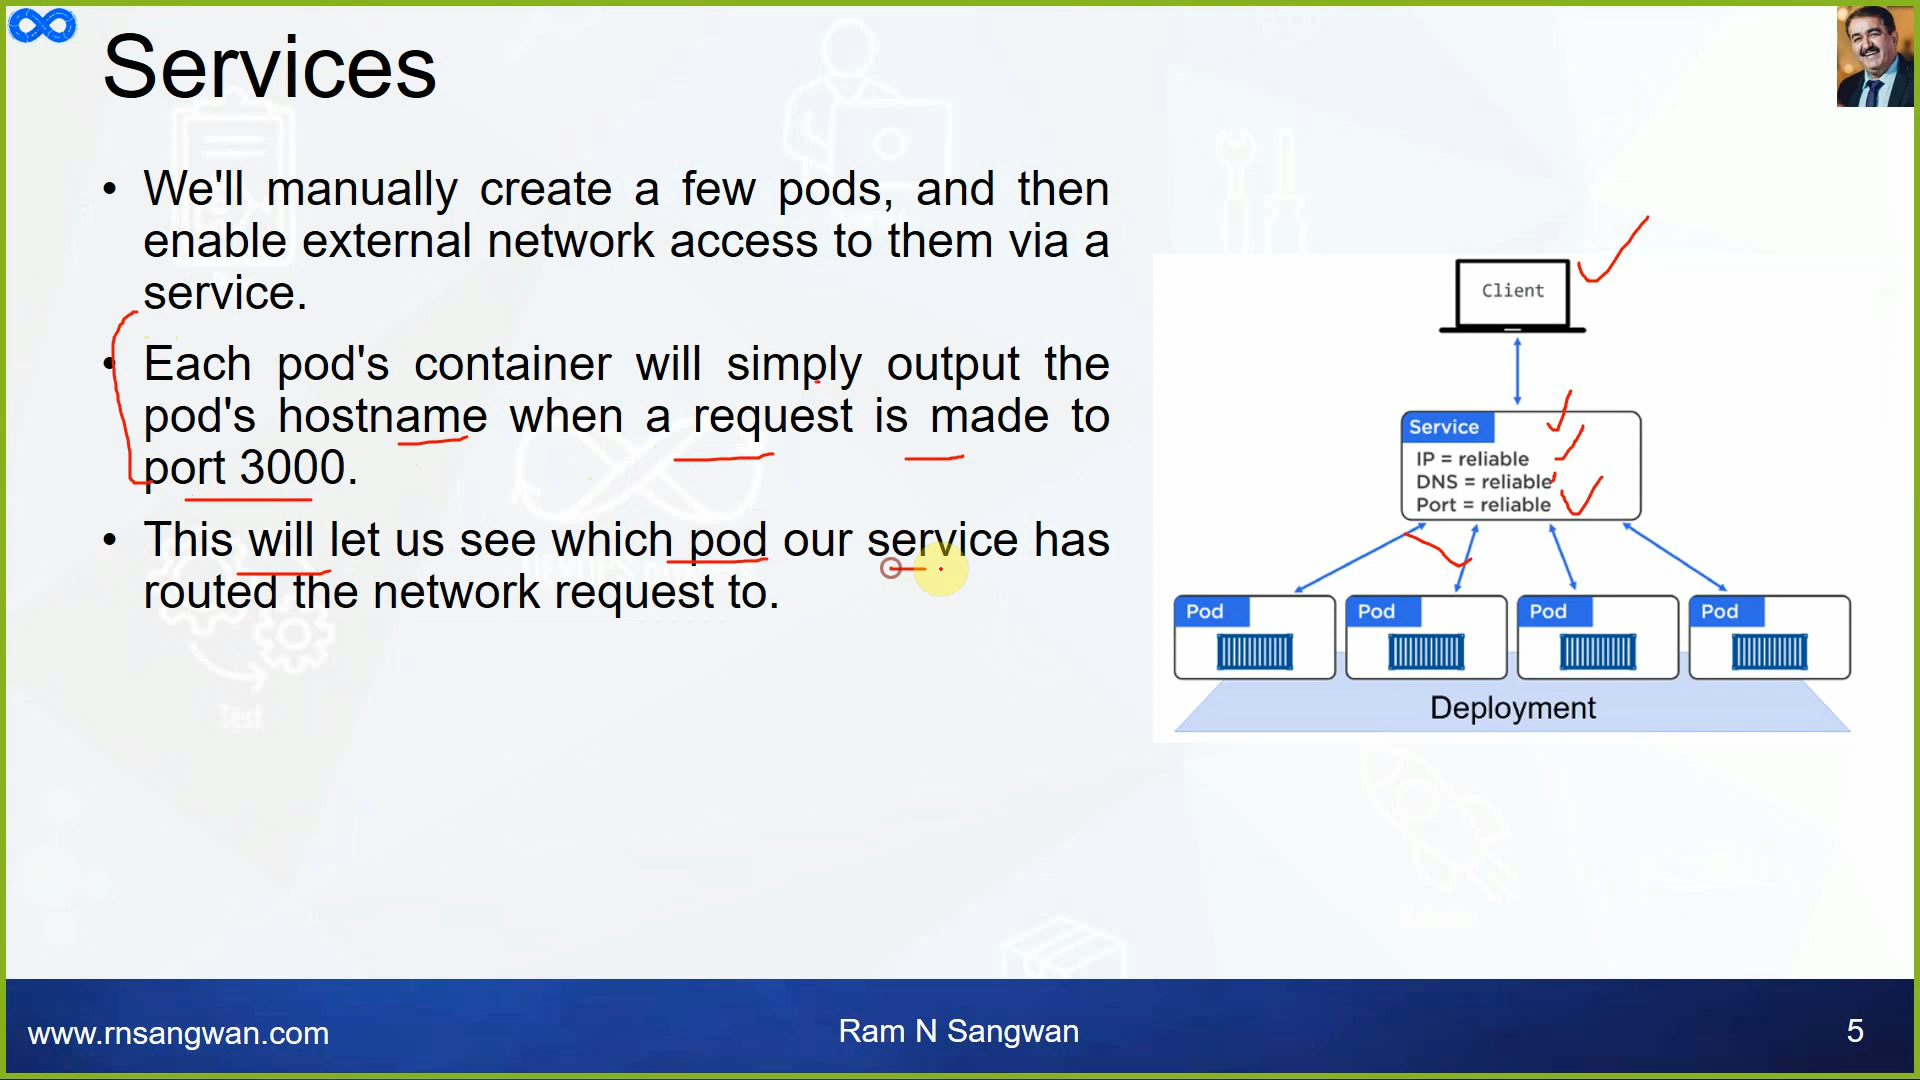 Services
• We'll manually create a few pods, and then
enable external network access to them via a
service.
• Each pod's container will simply output the
pod's hostname when a request is made to
port 3000.
• This will let us see which pod our service has
routed the network request to.
Client
Service
IP = reliable
DNS = reliable
Port = reliable
Pod Pod Pod Pod
Deployment
Test
www.rnsangwan.com Ram N Sangwan 5